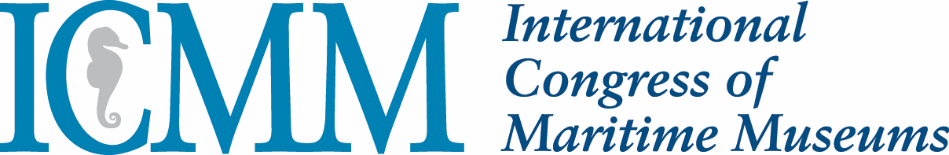 ICMM
International
Congress of
Maritime Museums